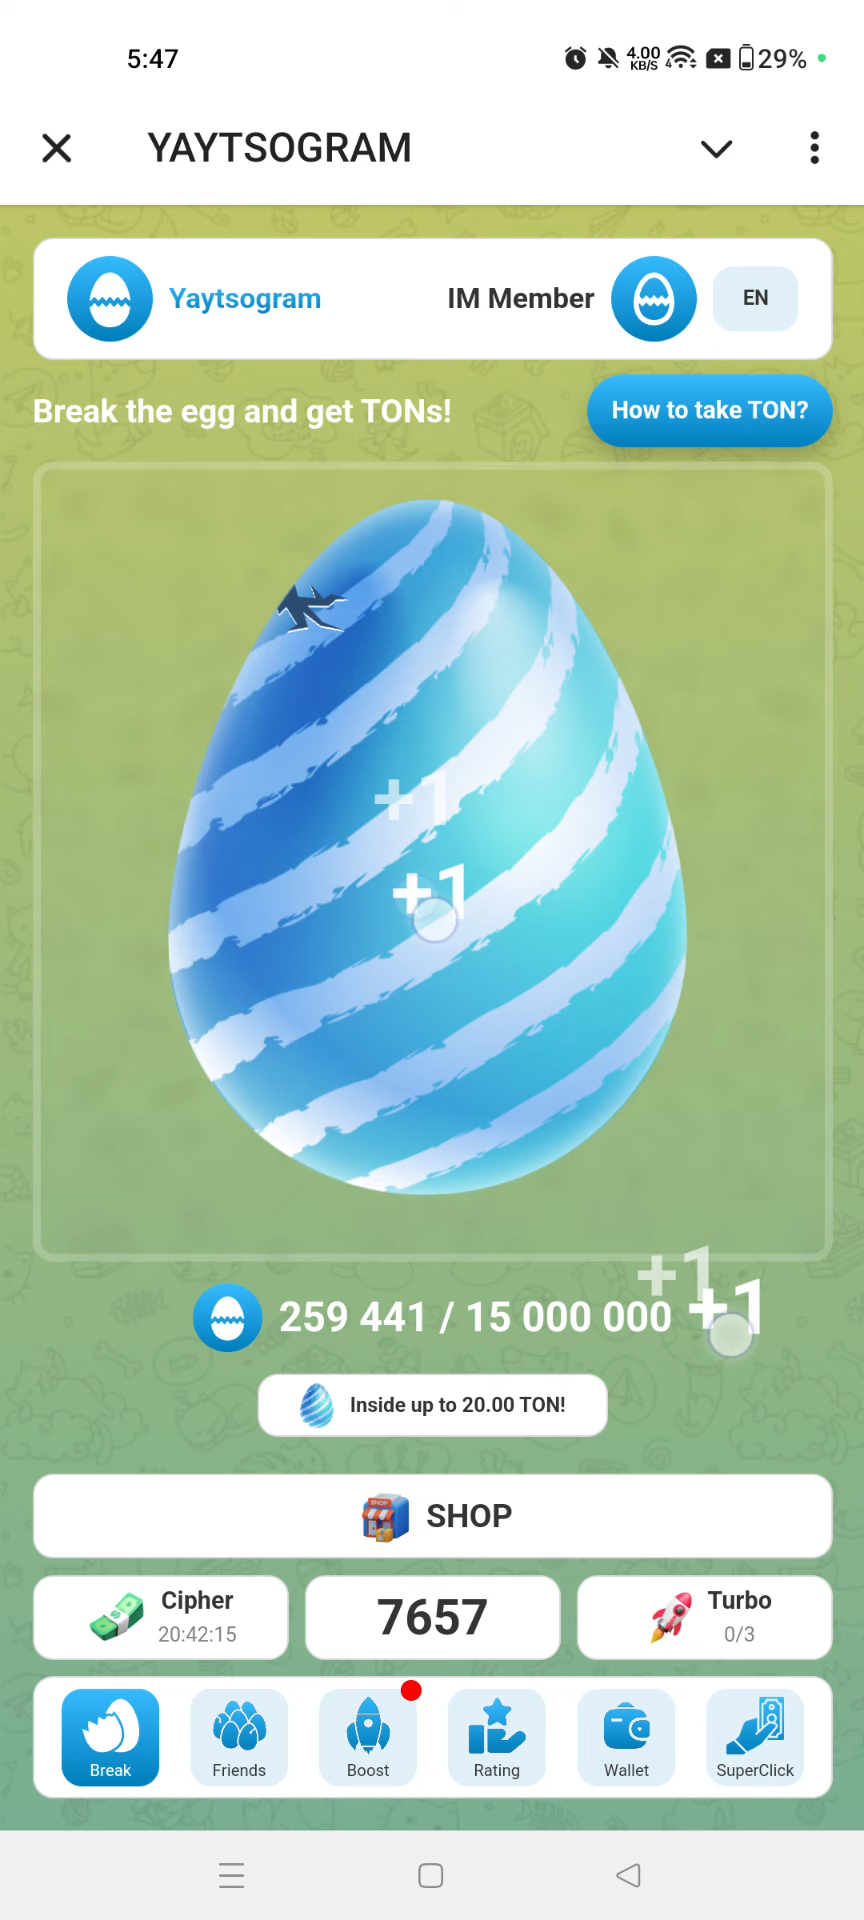 5:47
4.00
KB/S
29%
YAYTSOGRAM
Yaytsogram
IM Member
EN
Break the egg and get TONs!
How to take TON?
+1
+1
+1
259 441 / 15 000 000
+1
Inside up to 20.00 TON!
SHOP
SHOP
Cipher
20:42:15
7657
Turbo
0/3
Break
Friends
Boost
Rating
Wallet
SuperClick